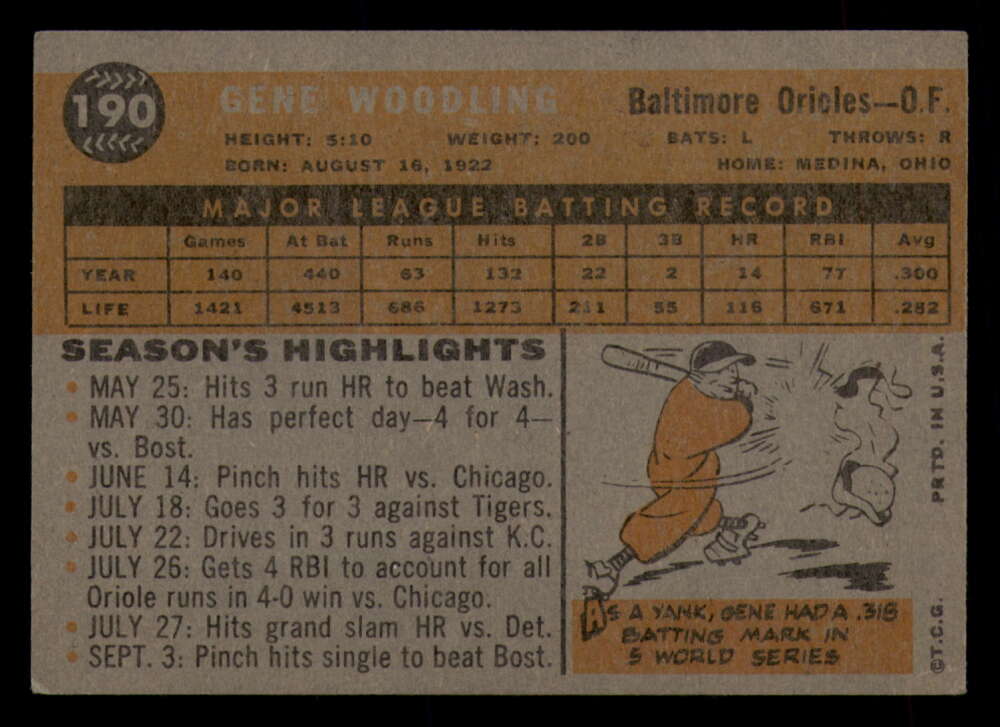 190
GENE WOODLING
Baltimore Orioles—O.F.
HEIGHT: 5:10 WEIGHT: 200 BATS: L THROWS: R
BORN: AUGUST 16, 1922 HOME: MEDINA, OHIO
MAJOR LEAGUE BATTING RECORD
Games At Bat Runs Hits 2B 3B HR RBI Avg
YEAR 140 440 63 132 22 2 14 77 .300
LIFE 1421 4513 686 1273 211 55 116 671 .282
SEASON'S HIGHLIGHTS
• MAY 25: Hits 3 run HR to beat Wash.
• MAY 30: Has perfect day—4 for 4—
vs. Bost.
• JUNE 14: Pinch hits HR vs. Chicago.
• JULY 18: Goes 3 for 3 against Tigers.
• JULY 22: Drives in 3 runs against K.C.
• JULY 26: Gets 4 RBI to account for all
Oriole runs in 4-0 win vs. Chicago.
• JULY 27: Hits grand slam HR vs. Det.
• SEPT. 3: Pinch hits single to beat Bost.
AS A YANK, GENE HAD A .318
BATTING MARK IN
5 WORLD SERIES
©T.C.G. PRTD. IN U.S.A.